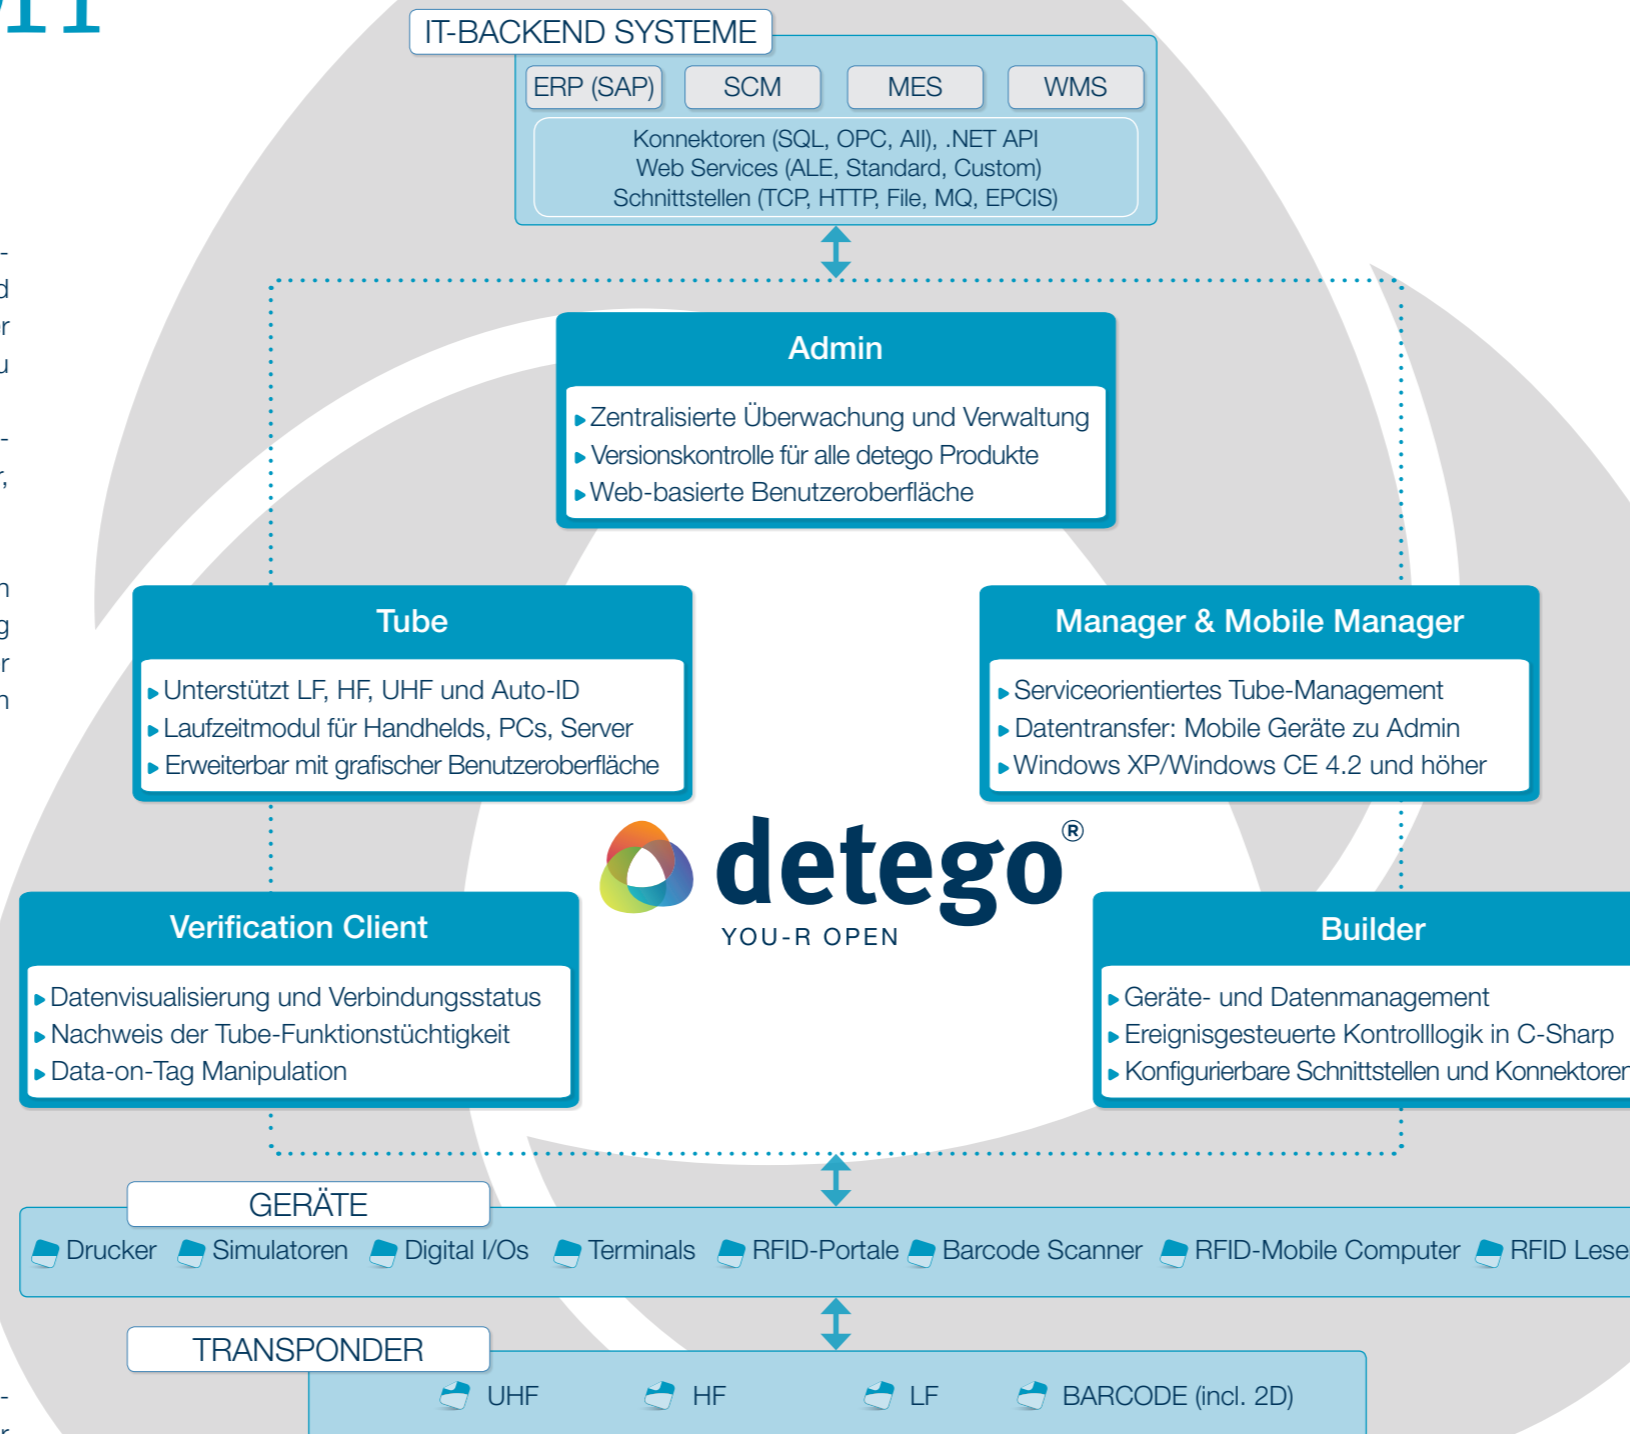 IT-BACKEND SYSTEME
ERP (SAP) SCM MES WMS
Konnektoren (SQL, OPC, AII), .NET API
Web Services (ALE, Standard, Custom)
Schnittstellen (TCP, HTTP, File, MQ, EPCIS)
Admin
Zentralisierte Überwachung und Verwaltung
Versionskontrolle für alle detego Produkte
Web-basierte Benutzeroberfläche
Tube
Unterstützt LF, HF, UHF und Auto-ID
Laufzeitmodul für Handhelds, PCs, Server
Erweiterbar mit grafischer Benutzeroberfläche
Manager & Mobile Manager
Serviceorientiertes Tube-Management
Datentransfer: Mobile Geräte zu Admin
Windows XP/Windows CE 4.2 und höher
detego®
YOU-R OPEN
Verification Client
Datenvisualisierung und Verbindungsstatus
Nachweis der Tube-Funktionstüchtigkeit
Data-on-Tag Manipulation
Builder
Geräte- und Datenmanagement
Ereignisgesteuerte Kontrolllogik in C-Sharp
Konfigurierbare Schnittstellen und Konnektoren
GERÄTE
Drucker Simulatoren Digital I/Os Terminals RFID-Portale Barcode Scanner RFID-Mobile Computer RFID Lese
TRANSPONDER
UHF HF LF BARCODE (incl. 2D)